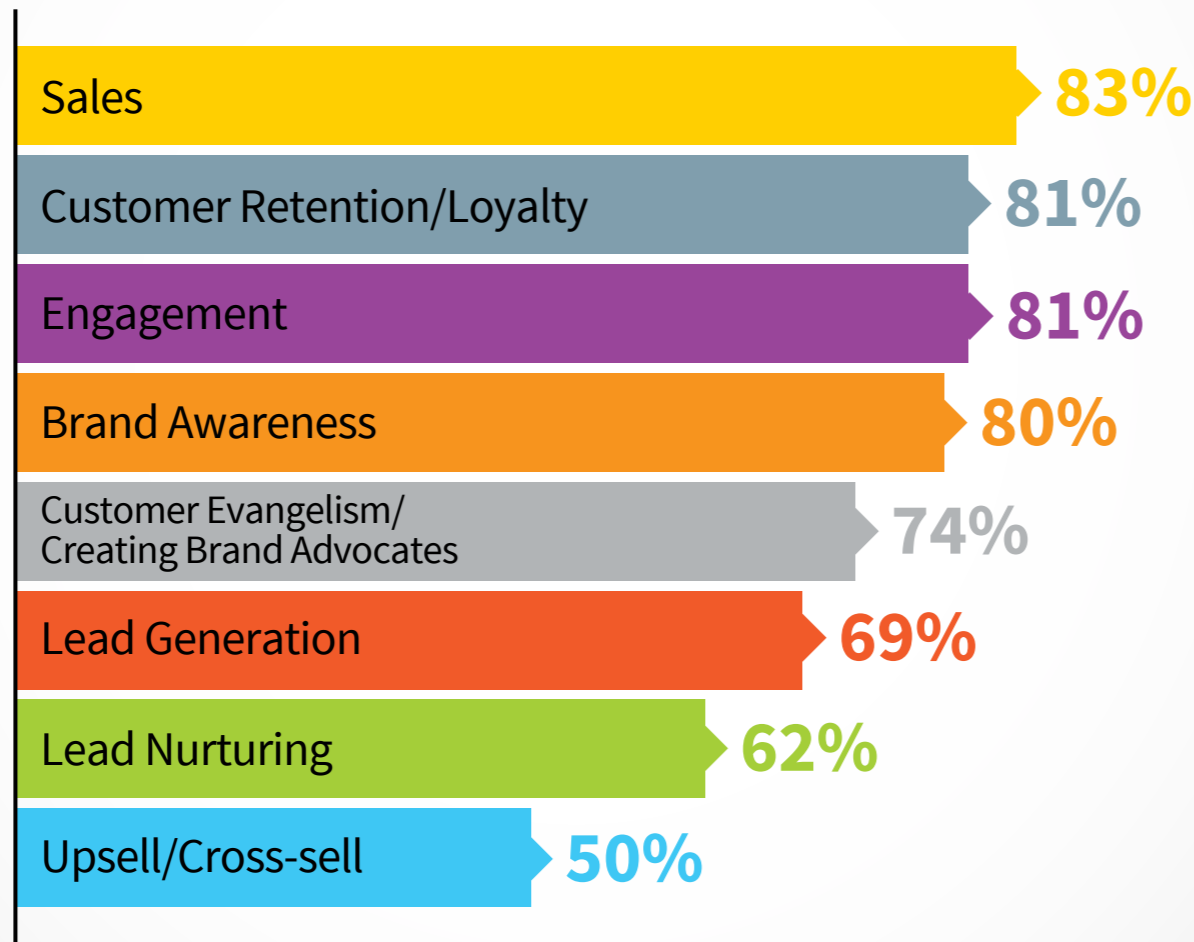 Sales
83%
Customer Retention/Loyalty
81%
Engagement
81%
Brand Awareness
80%
Customer Evangelism/
Creating Brand Advocates
74%
Lead Generation
69%
Lead Nurturing
62%
Upsell/Cross-sell
50%